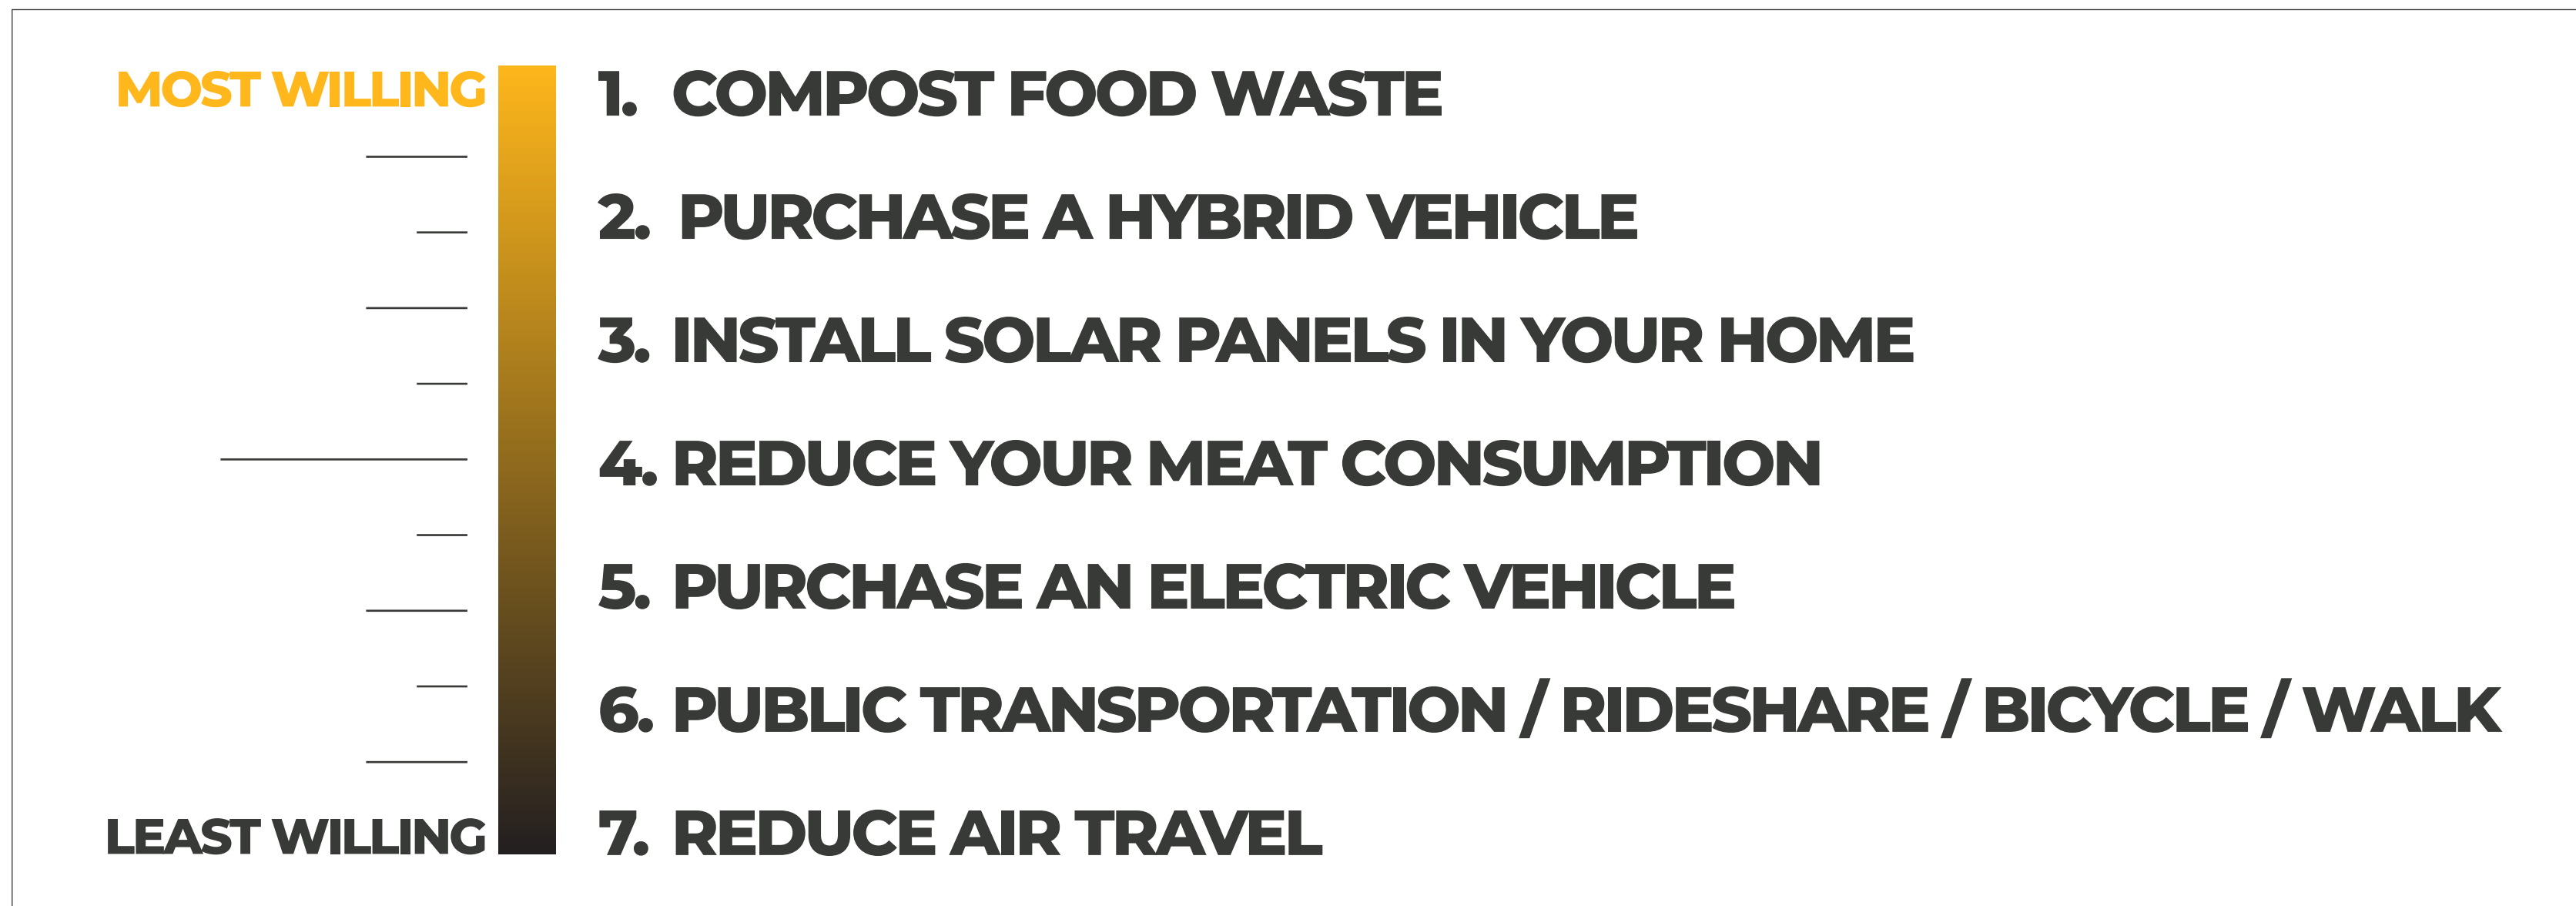 MOST WILLING
1. COMPOST FOOD WASTE
2. PURCHASE A HYBRID VEHICLE
3. INSTALL SOLAR PANELS IN YOUR HOME
4. REDUCE YOUR MEAT CONSUMPTION
5. PURCHASE AN ELECTRIC VEHICLE
6. PUBLIC TRANSPORTATION / RIDESHARE / BICYCLE / WALK
LEAST WILLING
7. REDUCE AIR TRAVEL